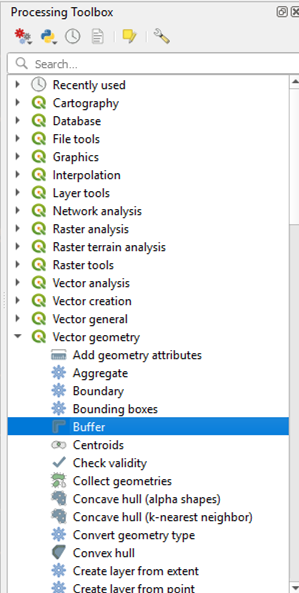 Processing Toolbox
Search...
Recently used
Cartography
Database
File tools
Graphics
Interpolation
Layer tools
Network analysis
Raster analysis
Raster terrain analysis
Raster tools
Vector analysis
Vector creation
Vector general
Vector geometry
Add geometry attributes
Aggregate
Boundary
Bounding boxes
Buffer
Centroids
Check validity
Collect geometries
Concave hull (alpha shapes)
Concave hull (k-nearest neighbor)
Convert geometry type
Convex hull
Create layer from extent
Create layer from point